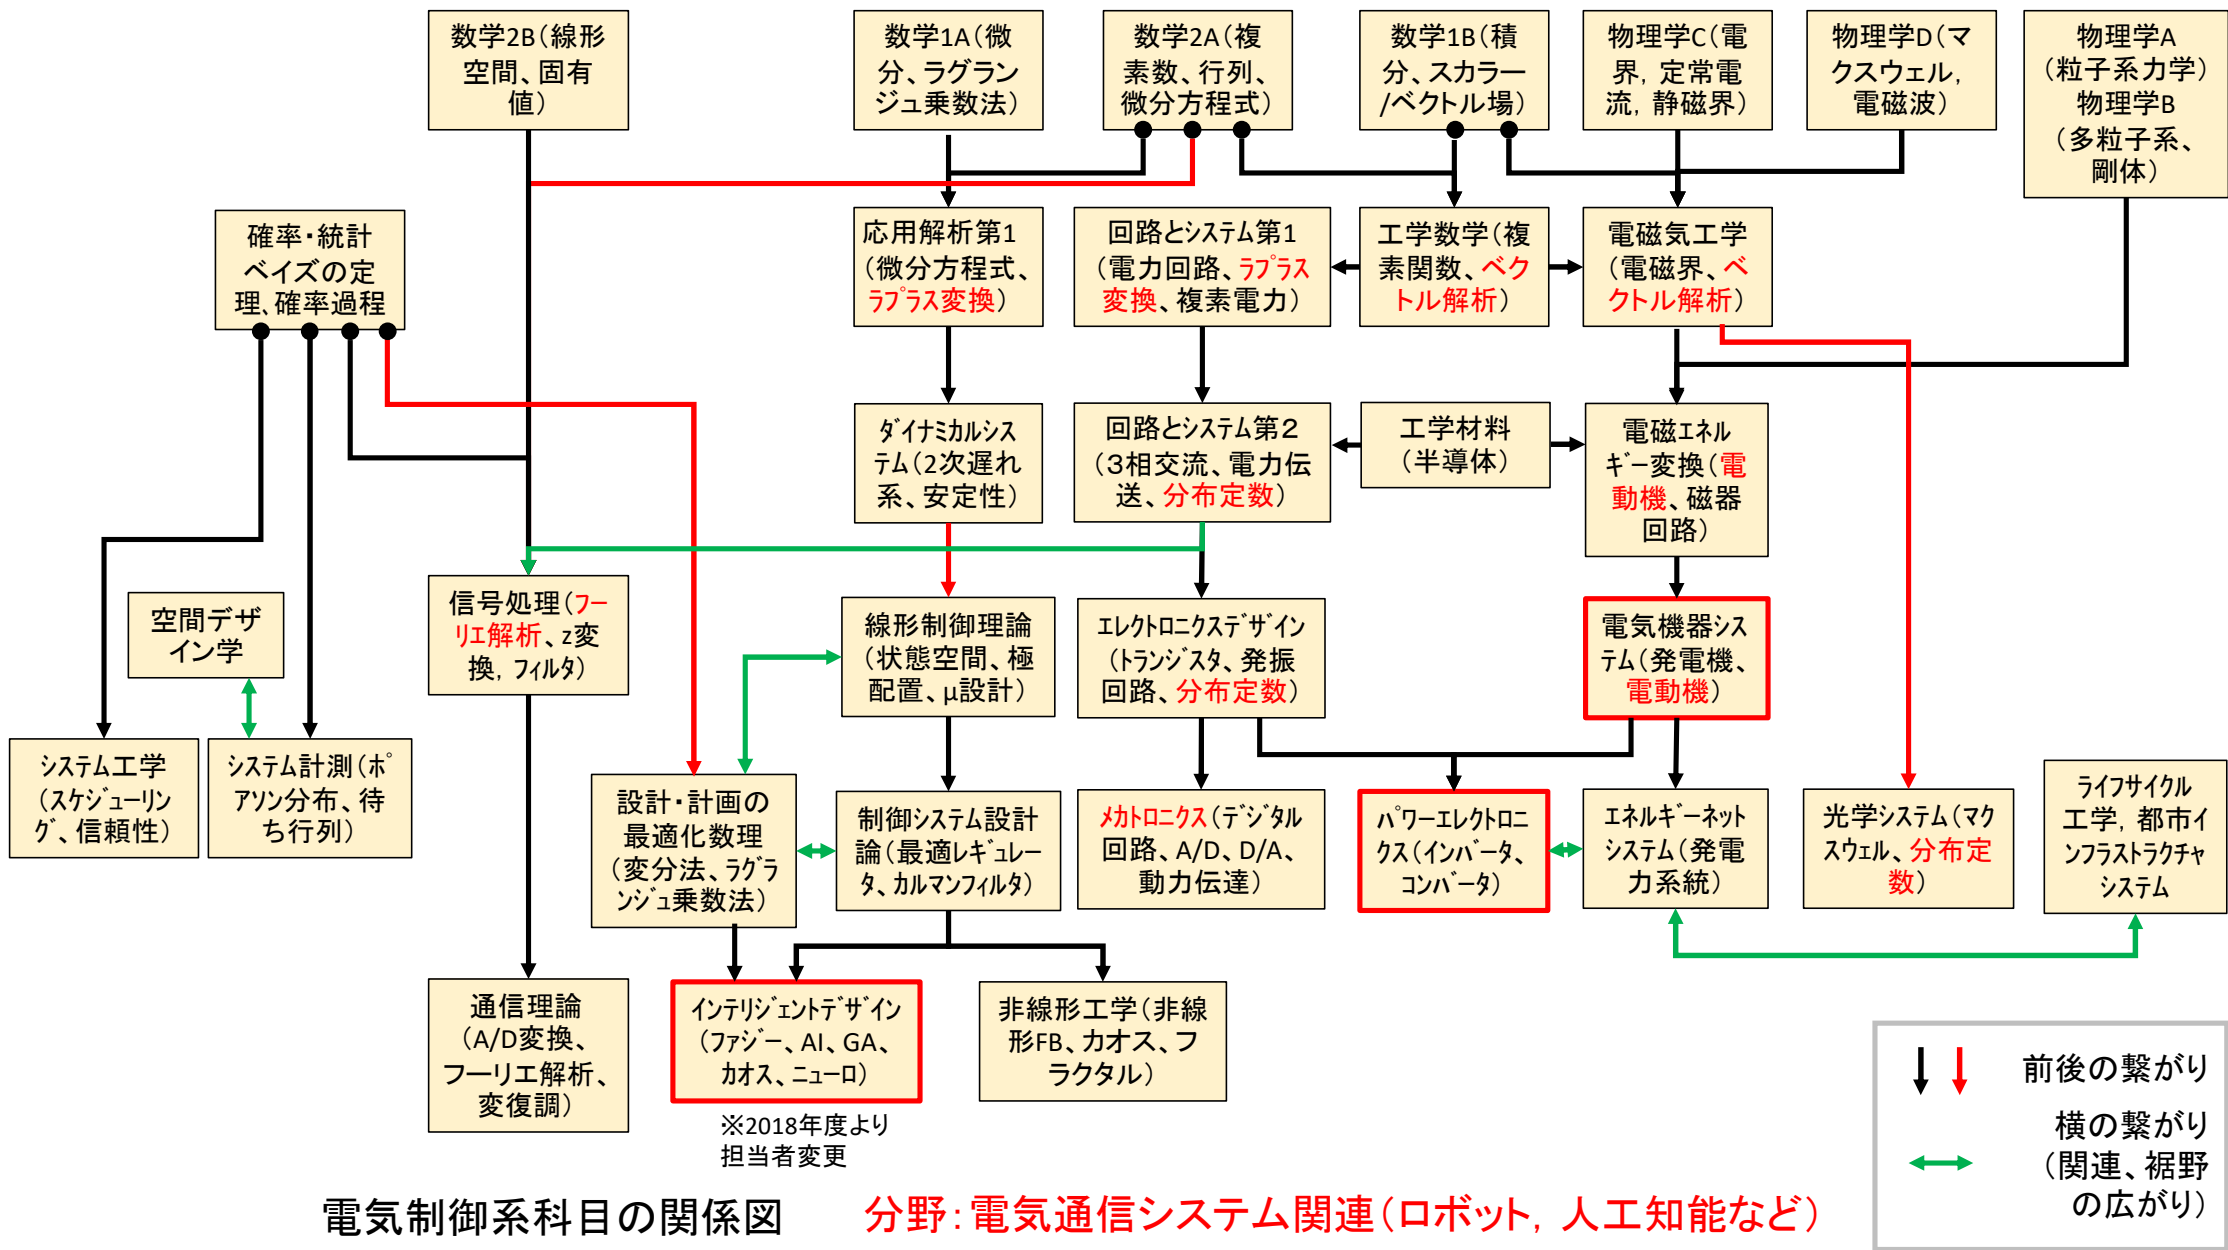 数学2B（線形
空間、固有
値）
数学1A（微
分、ラグラン
ジュ乗数法）
数学2A（複
素数、行列、
微分方程式）
数学1B（積
分、スカラー
/ベクトル場）
物理学C（電
界，定常電
流，静磁界）
物理学D（マ
クスウェル，
電磁波）
物理学A
（粒子系力学）
物理学B
（多粒子系、
剛体）
確率・統計
ベイズの定
理、確率過程
応用解析第1
（微分方程式、
ﾗﾌﾟﾗｽ変換）
回路とｼｽﾃﾑ第1
（電力回路、ﾗﾌﾟﾗｽ
変換、複素電力）
工学数学（複
素関数、ベク
トル解析）
電磁気工学
（電磁界、ベ
クトル解析）
ﾀﾞｲﾅﾐｶﾙｼｽ
ﾃﾑ（2次遅れ
系、安定性）
回路とｼｽﾃﾑ第２
（３相交流、電力伝
送、分布定数）
工学材料
（半導体）
電磁ｴﾈﾙ
ｷﾞｰ変換（電
動機、磁器
回路）
信号処理（ﾌｰ
ﾘｴ解析、z変
換，ﾌｨﾙﾀ）
空間デザ
イン学
線形制御理論
（状態空間、極
配置、μ設計）
ｴﾚｸﾄﾛﾆｸｽﾃﾞｻﾞｲﾝ
（ﾄﾗﾝｼﾞｽﾀ、発振
回路、分布定数）
電気機器ｼｽ
ﾃﾑ（発電機、
電動機）
システム工学
（ｽｹｼﾞｭｰﾘﾝ
ｸﾞ、信頼性）
ｼｽﾃﾑ計測（ﾎﾟ
ｱｿﾝ分布、待
ち行列）
設計・計画の
最適化数理
（変分法、ﾗｸﾞﾗ
ﾝｼﾞｭ乗数法）
制御ｼｽﾃﾑ設計
論（最適ﾚｷﾞｭﾚｰ
ﾀ、ｶﾙﾏﾝﾌｨﾙﾀ）
ﾒｶﾄﾛﾆｸｽ（ﾃﾞｼﾞﾀﾙ
回路、A/D、D/A、
動力伝達）
ﾊﾟﾜｰｴﾚｸﾄﾛﾆ
ｸｽ（ｲﾝﾊﾞｰﾀ、
ｺﾝﾊﾞｰﾀ）
ｴﾈﾙｷﾞｰﾈｯﾄ
ｼｽﾃﾑ（発電
力系統）
光学ｼｽﾃﾑ（ﾏｸ
ｽｳｪﾙ、分布定
数）
ﾗｲﾌｻｲｸﾙ
工学，都市ｲ
ﾝﾌﾗｽﾄﾗｸﾁｬ
ｼｽﾃﾑ
通信理論
（A/D変換、
フーリエ解析、
変復調）
ｲﾝﾃﾘｼﾞｪﾝﾄﾃﾞｻﾞｲﾝ
（ﾌｧｼﾞｰ、AI、GA、
ｶｵｽ、ﾆｭｰﾛ）
※2018年度より
担当者変更
非線形工学（非線
形FB、カオス、フ
ラクタル）
前後の繋がり
横の繋がり
（関連、裾野
の広がり）
電気制御系科目の関係図
分野：電気通信システム関連（ロボット，人工知能など）